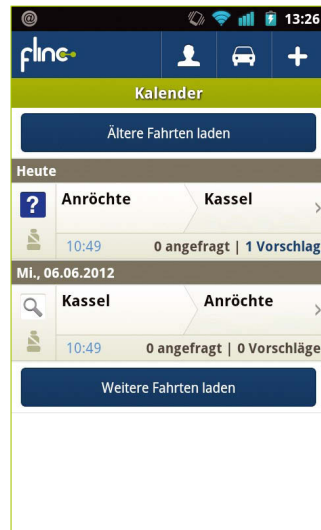 @ 13:26
flinc
Kalender
Ältere Fahrten laden
Heute
? Anröchte Kassel
10:49 0 angefragt | 1 Vorschlag
Mi., 06.06.2012
Kassel Anröchte
10:49 0 angefragt | 0 Vorschläge
Weitere Fahrten laden